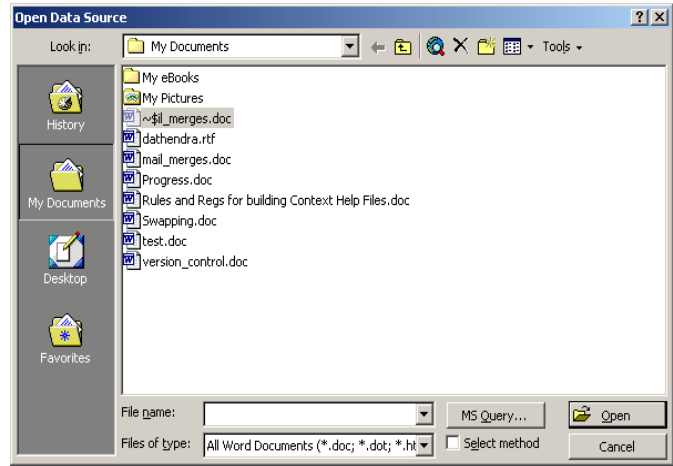 Open Data Source
Look in: My Documents Tools
History
My Documents
Desktop
Favorites
My eBooks
My Pictures
~$il_merges.doc
dathendra.rtf
mail_merges.doc
Progress.doc
Rules and Regs for building Context Help Files.doc
Swapping.doc
test.doc
version_control.doc
File name: MS Query... Open
Files of type: All Word Documents (*.doc; *.dot; *.ht Select method Cancel